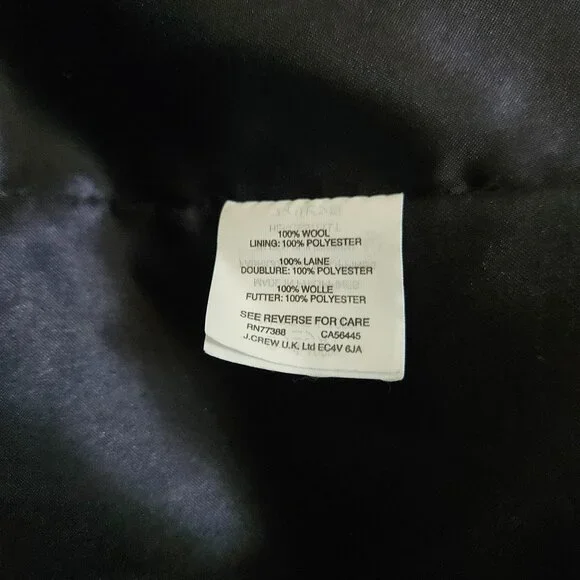 100% WOOL
LINING: 100% POLYESTER
100% LAINE
DOUBLURE: 100% POLYESTER
100% WOLLE
FUTTER: 100% POLYESTER
SEE REVERSE FOR CARE
RN77388 CA56445
J.CREW U.K. Ltd EC4V 6JA